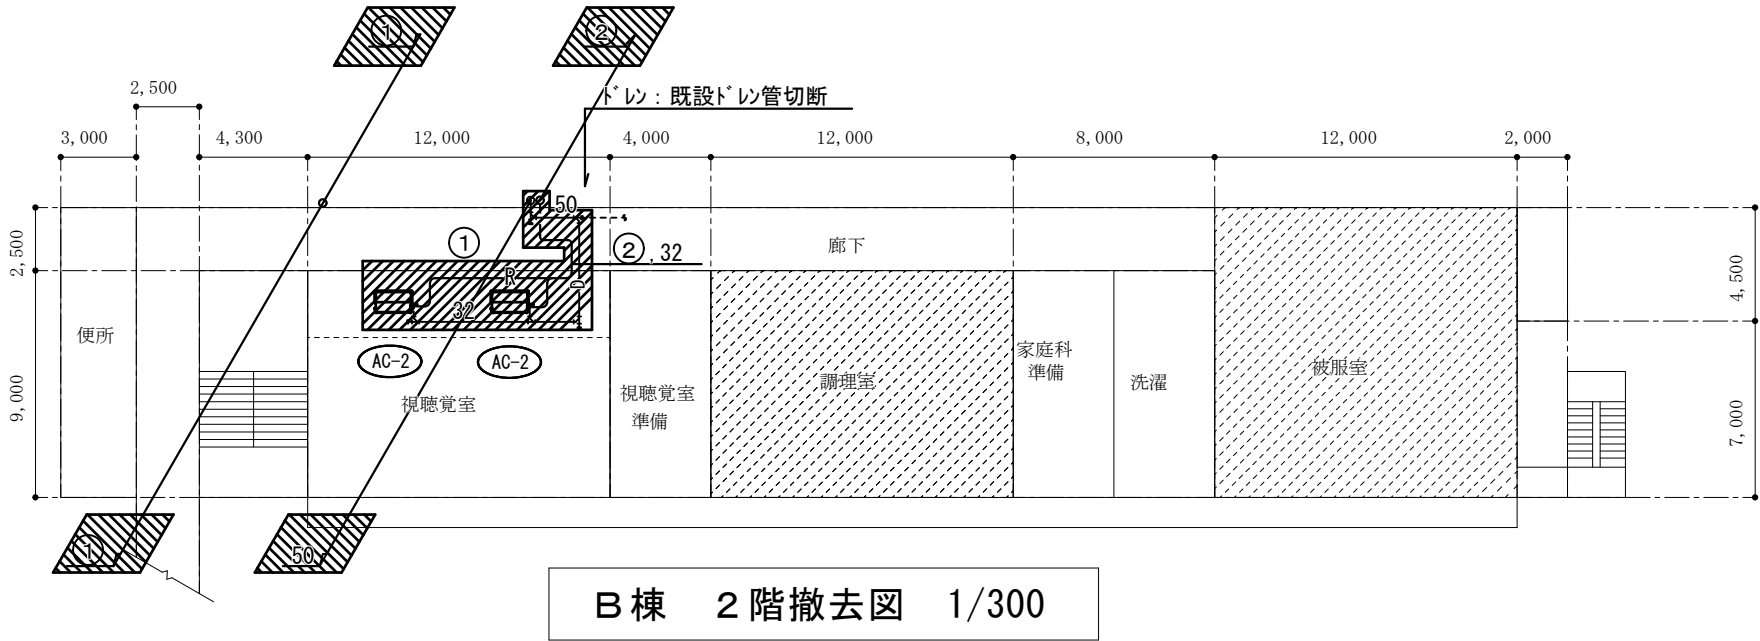 ① ②
2,500
ドレン：既設ドレン管切断
3,000 4,300 12,000 4,000 12,000 8,000 12,000 2,000
50
① ②,32
廊下
2,500
R
D
4,500
32
便所
AC-2 AC-2
家庭科
準備
被服室
調理室
洗濯
視聴覚室
視聴覚室
準備
9,000
7,000
① 50
Ｂ棟　２階撤去図　1/300